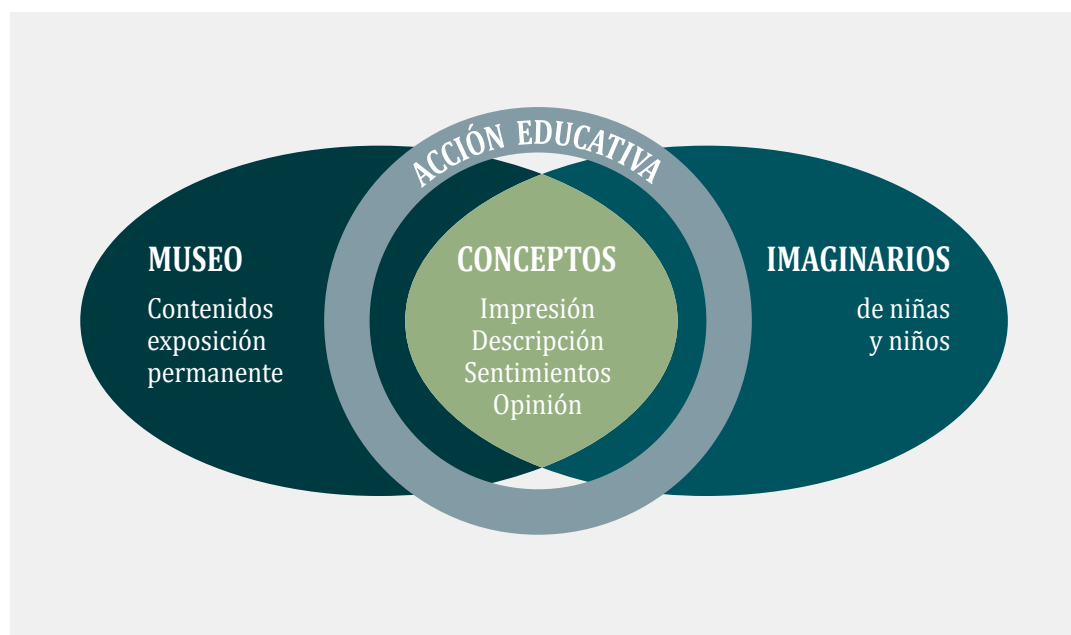 ACCIÓN EDUCATIVA
MUSEO
Contenidos
exposición
permanente
CONCEPTOS
Impresión
Descripción
Sentimientos
Opinión
IMAGINARIOS
de niñas
y niños